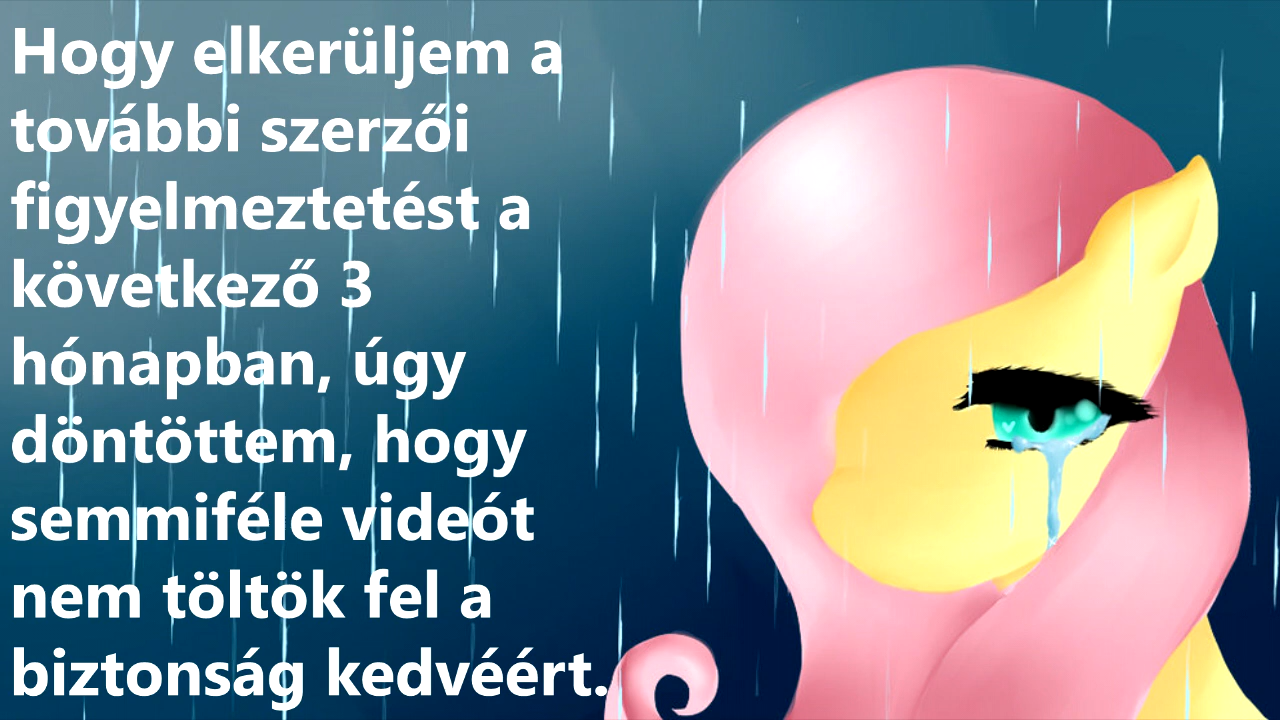 Hogy elkerüljem a
további szerzői
figyelmeztetést a
következő 3
hónapban, úgy
döntöttem, hogy
semmiféle videót
nem töltök fel a
biztonság kedvéért.